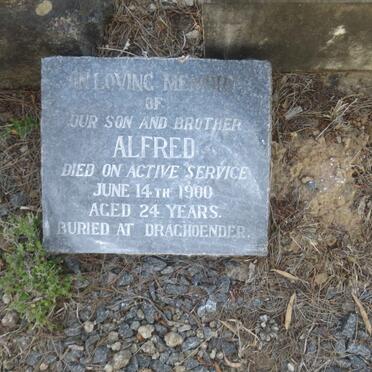 IN LOVING MEMORY
OF
OUR SON AND BROTHER
ALFRED
DIED ON ACTIVE SERVICE
JUNE 14TH 1900
AGED 24 YEARS.
BURIED AT DRAGHOENDER.